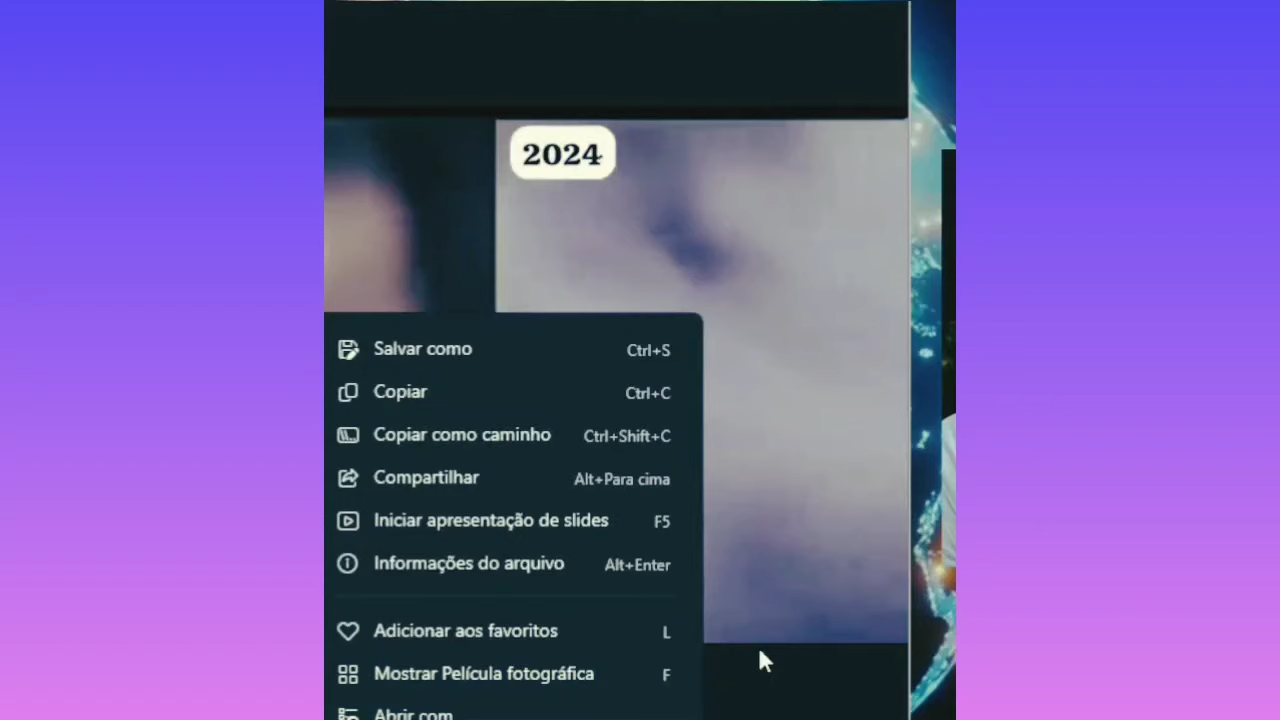 2024
Salvar como Ctrl+S
Copiar Ctrl+C
Copiar como caminho Ctrl+Shift+C
Compartilhar Alt+Para cima
Iniciar apresentação de slides F5
Informações do arquivo Alt+Enter
Adicionar aos favoritos L
Mostrar Película fotográfica F
Abrir com